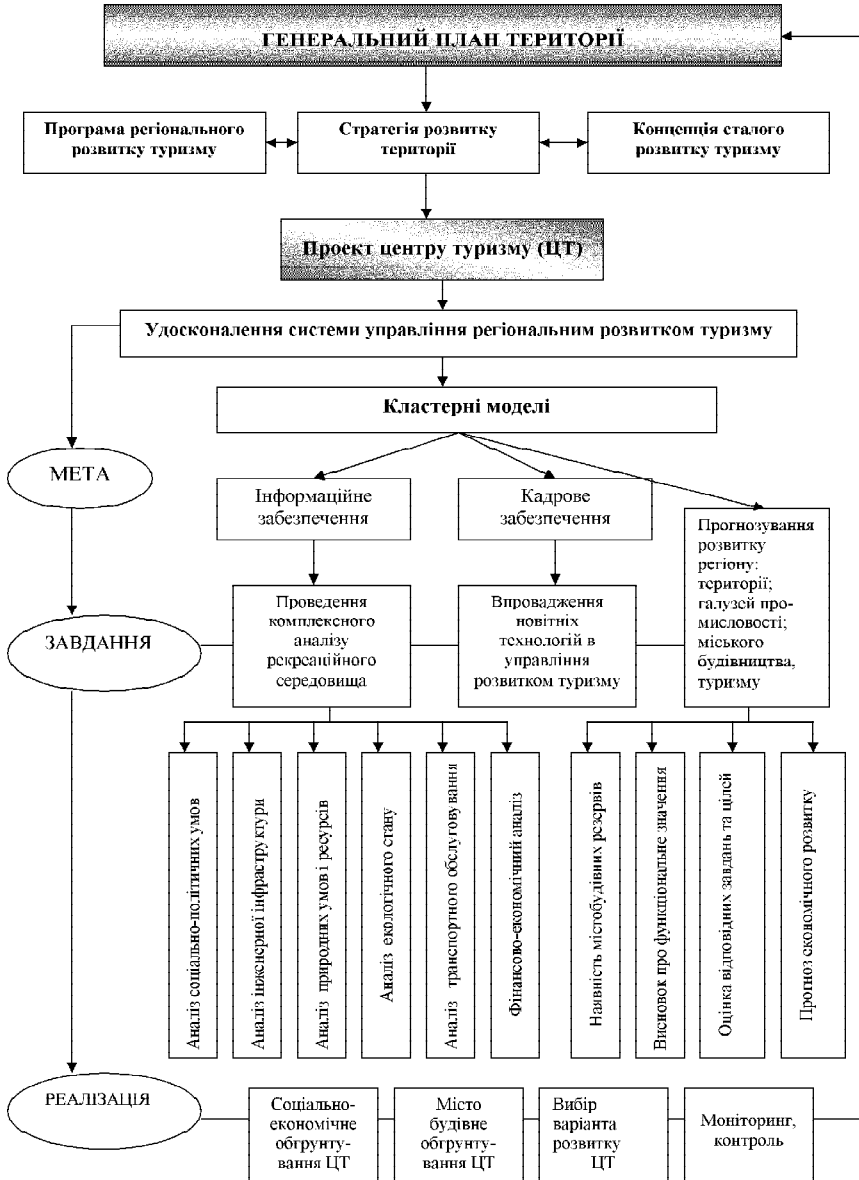 ГЕНЕРАЛЬНИЙ ПЛАН ТЕРИТОРІЇ
Програма регіонального
розвитку туризму
Стратегія розвитку
території
Концепція сталого
розвитку туризму
Проект центру туризму (ЦТ)
Удосконалення системи управління регіональним розвитком туризму
Кластерні моделі
МЕТА
Інформаційне
забезпечення
Кадрове
забезпечення
Прогнозування
розвитку
регіону:
території;
галузей про-
мисловості;
міського
будівництва,
туризму
ЗАВДАННЯ
Проведення
комплексного
аналізу
рекреаційного
середовища
Впровадження
новітніх
технологій в
управління
розвитком туризму
Аналіз соціально-політичних умов
Аналіз інженерної інфраструктури
Аналіз природних умов і ресурсів
Аналіз екологічного стану
Аналіз транспортного обслуговування
Фінансово-економічний аналіз
Наявність містобудівних резервів
Висновок про функціональне значення
Оцінка відповідних завдань та цілей
Прогноз економічного розвитку
РЕАЛІЗАЦІЯ
Соціально-
економічне
обгрунту-
вання ЦТ
Місто
будівне
обгрунту-
вання ЦТ
Вибір
варіанта
розвитку
ЦТ
Моніторинг,
контроль